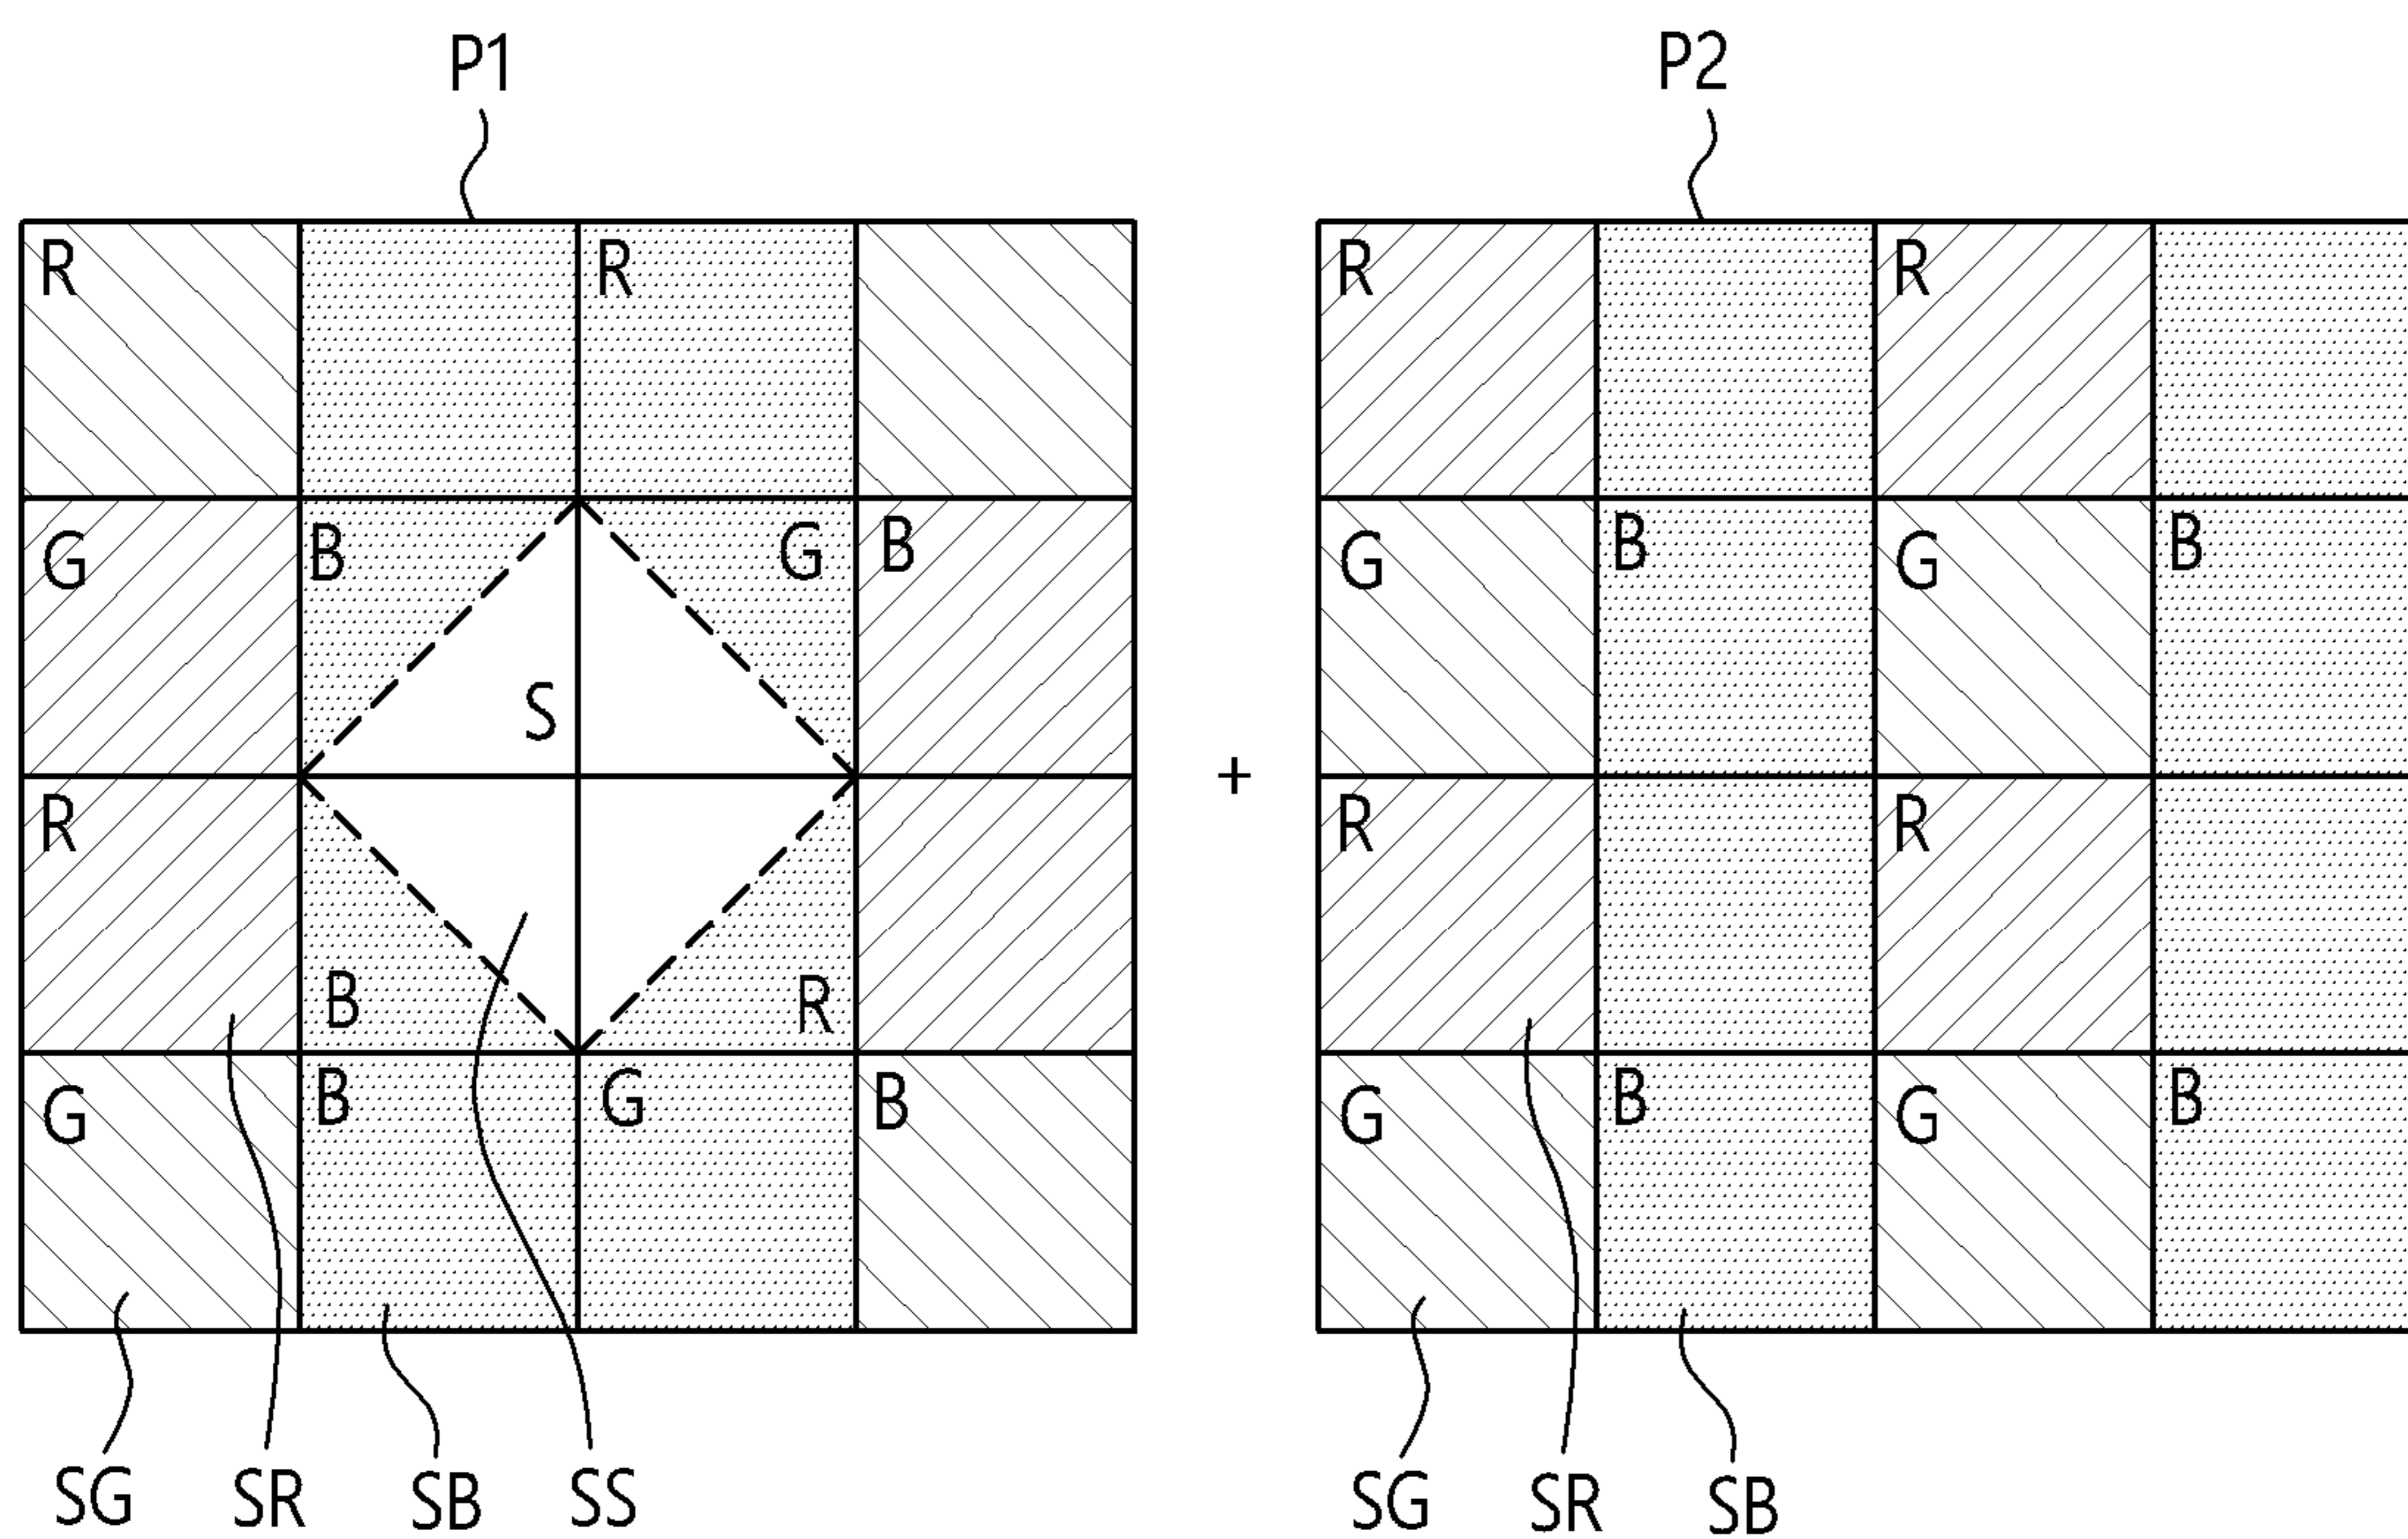 P1 P2
R R R R
G B G B G B G B
S
+
R R R
B R
G B G B G B G B
SG SR SB SS SG SR SB